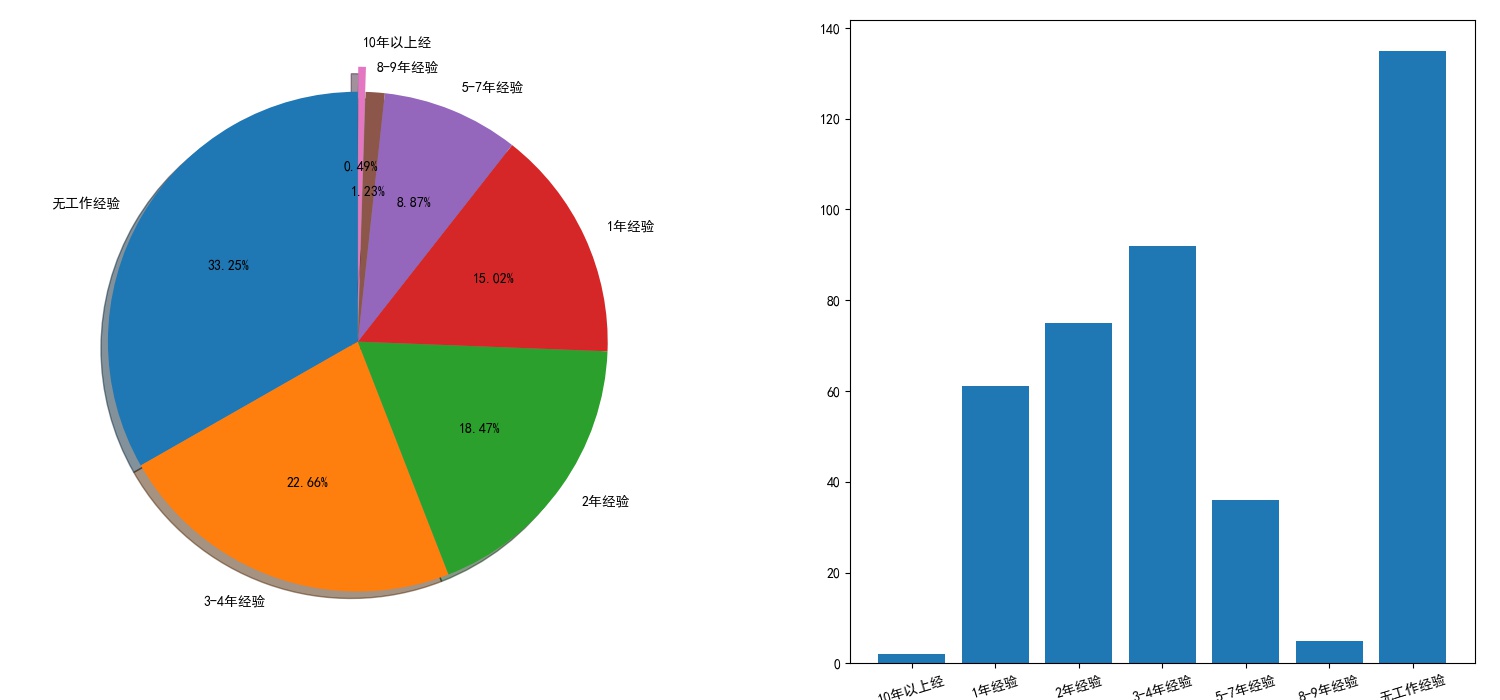 10年以上经
8-9年经验
5-7年经验
0.49%
1.23%
8.87%
无工作经验
1年经验
33.25%
15.02%
18.47%
22.66%
2年经验
3-4年经验
140
120
100
80
60
40
20
0
10年以上经
1年经验
2年经验
3-4年经验
5-7年经验
8-9年经验
无工作经验